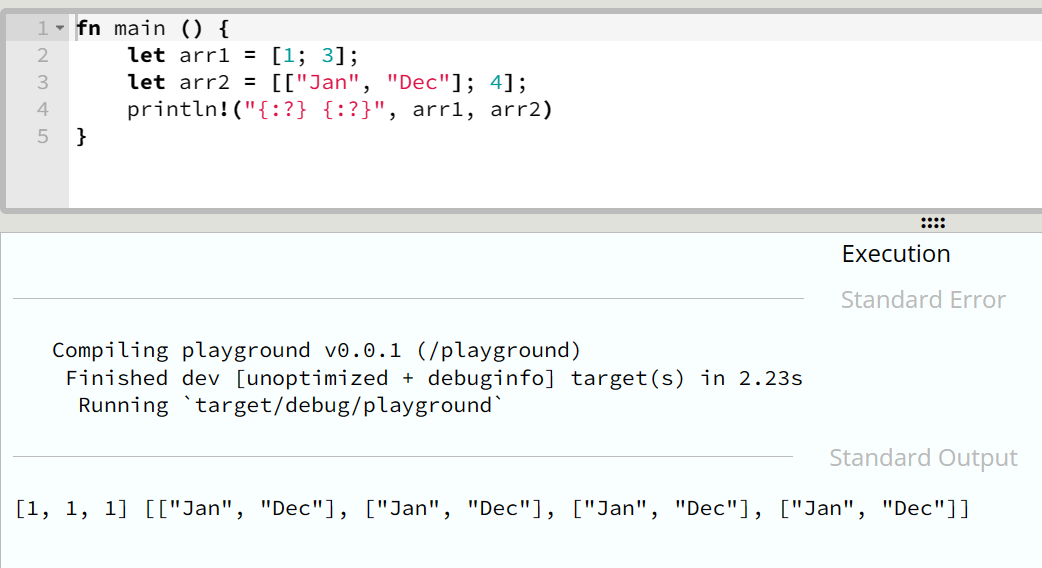 1 fn main () {
2     let arr1 = [1; 3];
3     let arr2 = [["Jan", "Dec"]; 4];
4     println!("{:?} {:?}", arr1, arr2)
5 }
Execution
Standard Error
   Compiling playground v0.0.1 (/playground)
    Finished dev [unoptimized + debuginfo] target(s) in 2.23s
     Running `target/debug/playground`
Standard Output
[1, 1, 1] [["Jan", "Dec"], ["Jan", "Dec"], ["Jan", "Dec"], ["Jan", "Dec"]]